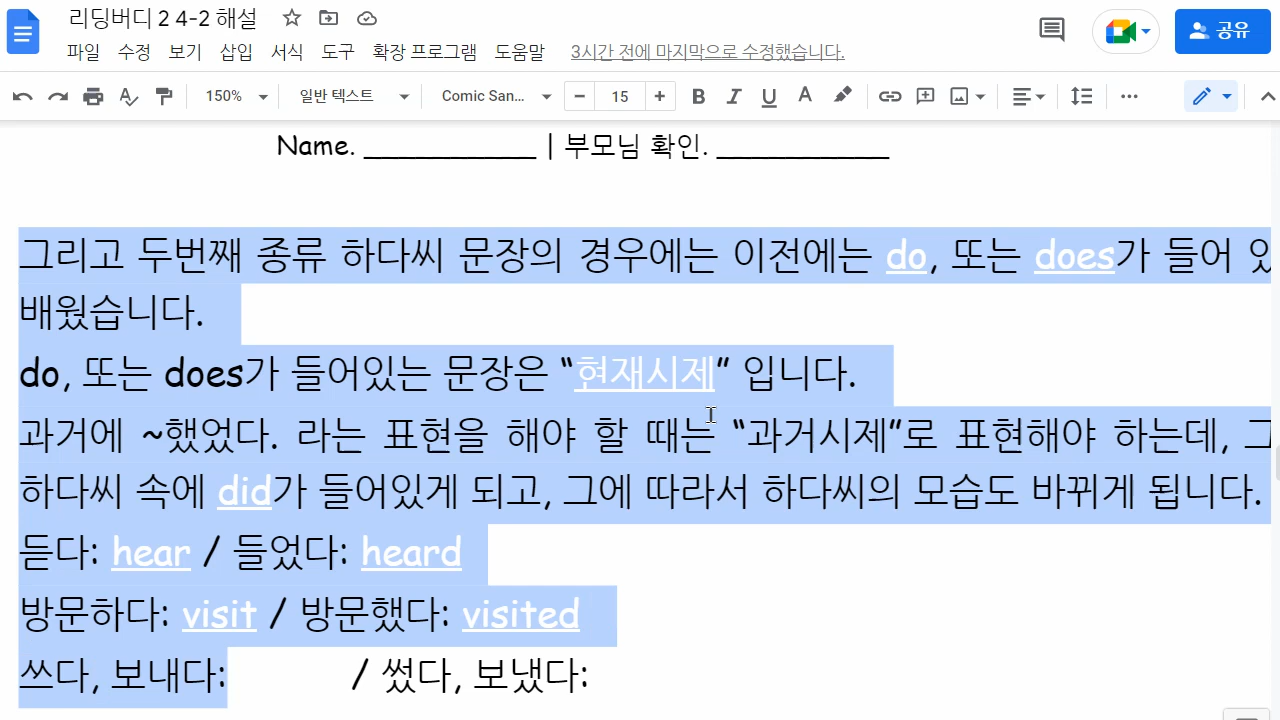 리딩버디 2 4-2 해설
파일 수정 보기 삽입 서식 도구 확장 프로그램 도움말 3시간 전에 마지막으로 수정했습니다.
공유
150% 일반 텍스트 Comic San... 15 B I U A
Name. __________ | 부모님 확인. __________
그리고 두번째 종류 하다씨 문장의 경우에는 이전에는 do, 또는 does가 들어
배웠습니다.
do, 또는 does가 들어있는 문장은 “현재시제” 입니다.
과거에 ~했었다. 라는 표현을 해야 할 때는 “과거시제”로 표현해야 하는데,
하다씨 속에 did가 들어있게 되고, 그에 따라서 하다씨의 모습도 바뀌게 됩니다.
듣다: hear / 들었다: heard
방문하다: visit / 방문했다: visited
쓰다, 보내다: / 썼다, 보냈다: